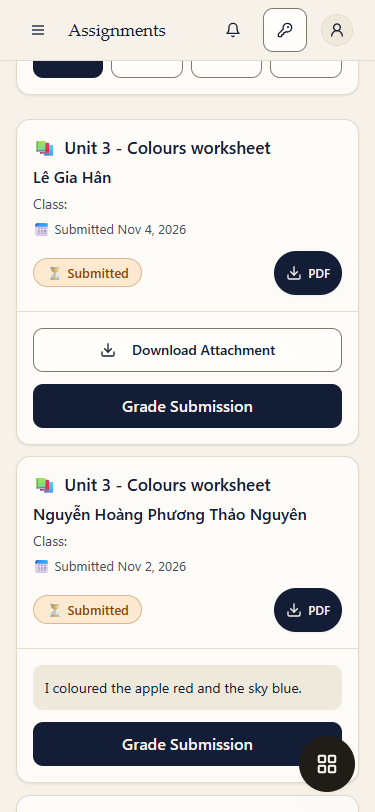 Assignments
Unit 3 - Colours worksheet
Lê Gia Hân
Class:
Submitted Nov 4, 2026
Submitted
PDF
Download Attachment
Grade Submission
Unit 3 - Colours worksheet
Nguyễn Hoàng Phương Thảo Nguyên
Class:
Submitted Nov 2, 2026
Submitted
PDF
I coloured the apple red and the sky blue.
Grade Submission